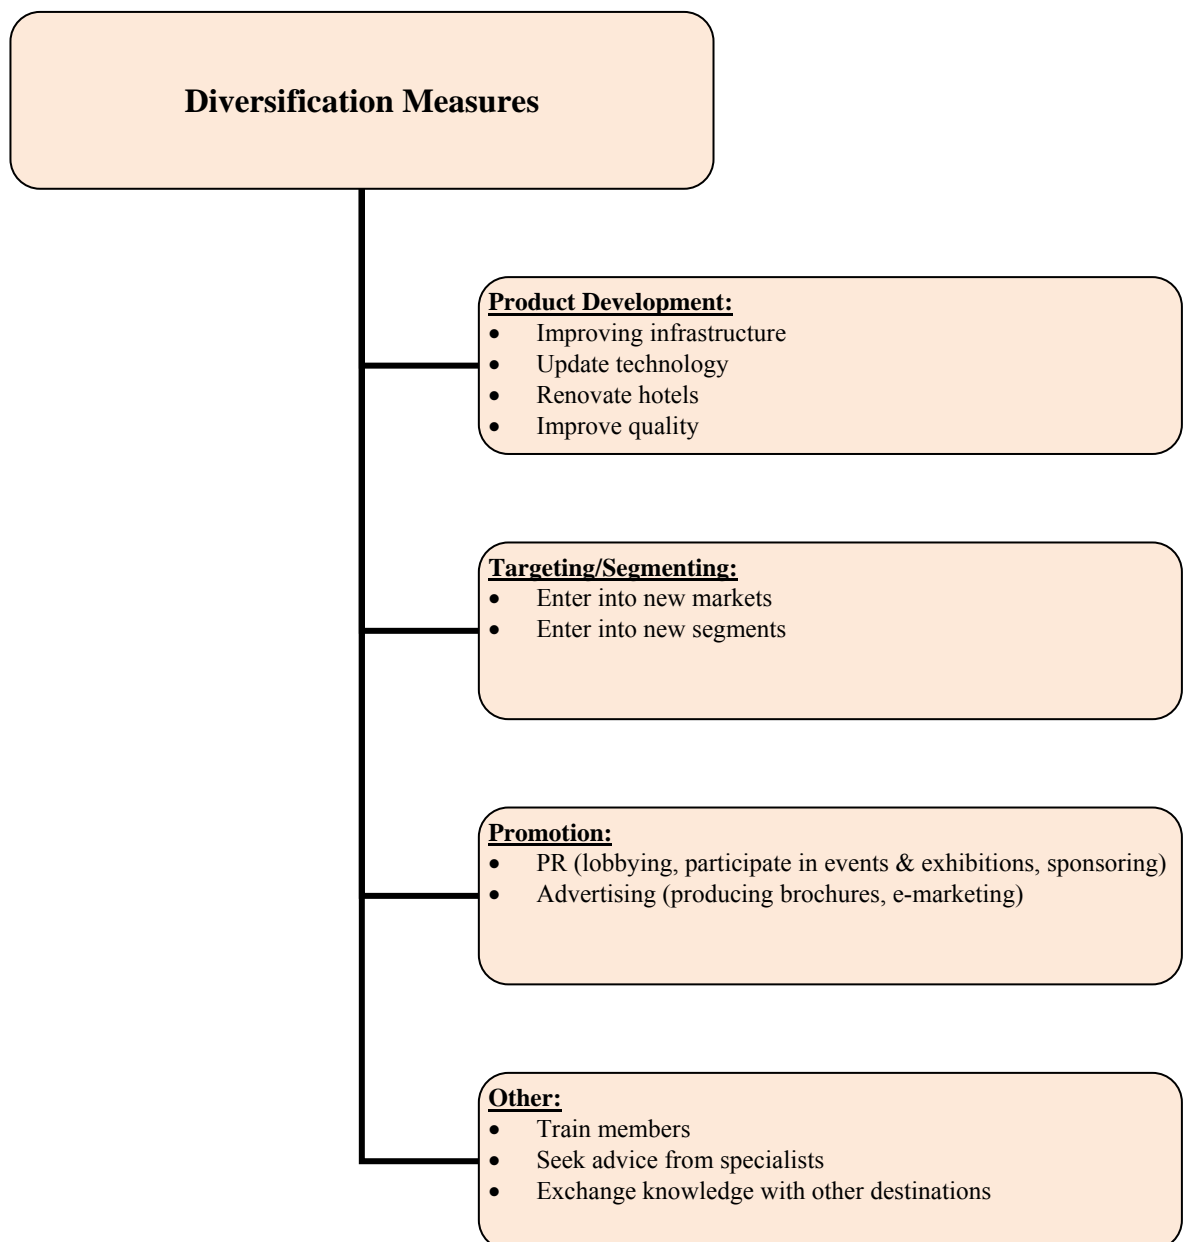 Diversification Measures
Product Development:
• Improving infrastructure
• Update technology
• Renovate hotels
• Improve quality
Targeting/Segmenting:
• Enter into new markets
• Enter into new segments
Promotion:
• PR (lobbying, participate in events & exhibitions, sponsoring)
• Advertising (producing brochures, e-marketing)
Other:
• Train members
• Seek advice from specialists
• Exchange knowledge with other destinations